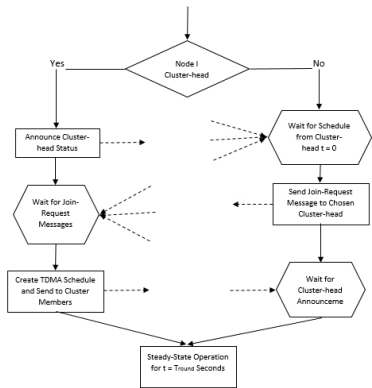 Yes
Node I
Cluster-head
No
Announce Cluster-
head Status
Wait for Schedule
from Cluster-
head t = 0
Wait for Join-
Request
Messages
Send Join-Request
Message to Chosen
Cluster-head
Create TDMA Schedule
and Send to Cluster
Members
Wait for
Cluster-head
Announceme
Steady-State Operation
for t = Tround Seconds